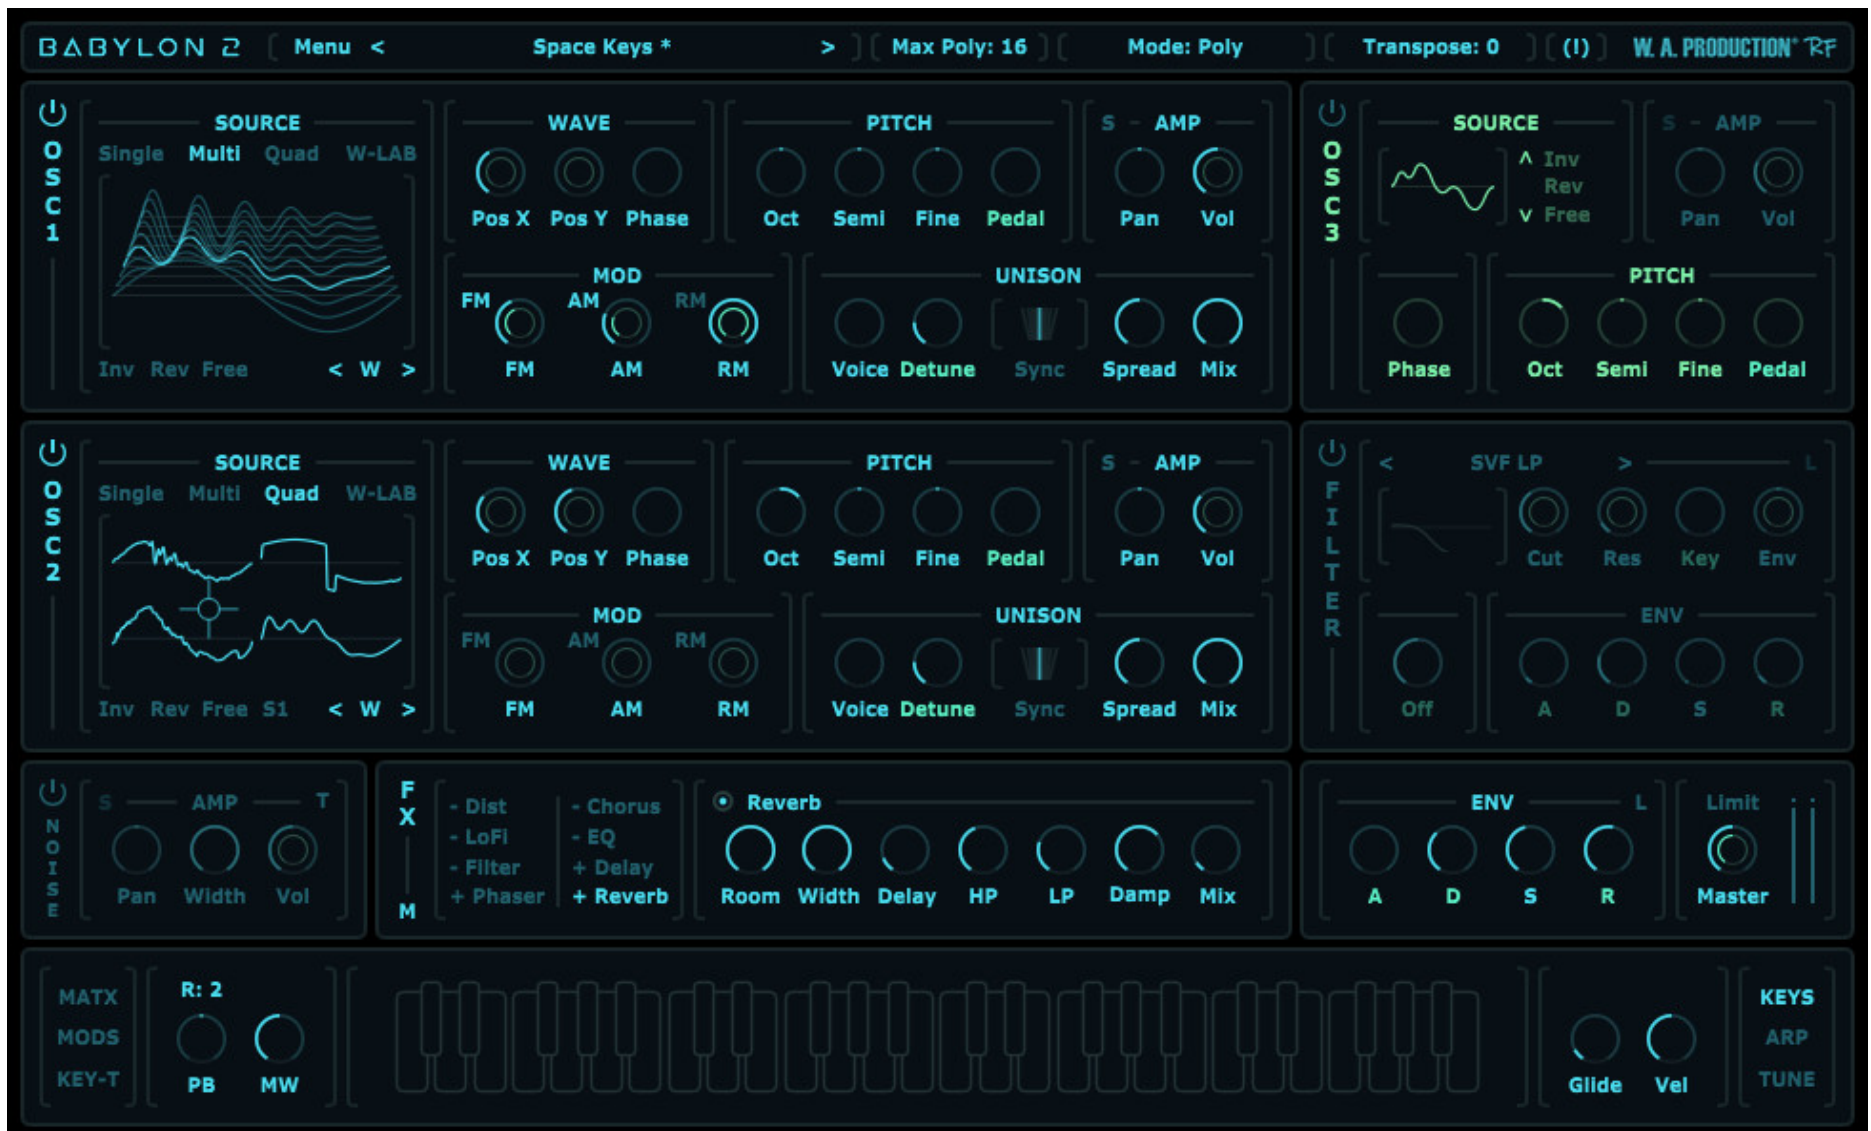 BABYLON 2 Menu < Space Keys * > Max Poly: 16 Mode: Poly Transpose: 0 (!) W. A. PRODUCTION® RF
OSC1
SOURCE
Single Multi Quad W-LAB
Inv Rev Free < W >
WAVE
Pos X Pos Y Phase
PITCH
Oct Semi Fine Pedal
S AMP
Pan Vol
MOD
FM AM RM
FM AM RM
UNISON
Voice Detune Sync Spread Mix
OSC3
SOURCE
Inv
Rev
Free
S AMP
Pan Vol
Phase
PITCH
Oct Semi Fine Pedal
OSC2
SOURCE
Single Multi Quad W-LAB
Inv Rev Free S1 < W >
WAVE
Pos X Pos Y Phase
PITCH
Oct Semi Fine Pedal
S AMP
Pan Vol
MOD
FM AM RM
FM AM RM
UNISON
Voice Detune Sync Spread Mix
FILTER
< SVF LP > L
Cut Res Key Env
Off
ENV
A D S R
NOISE
S AMP T
Pan Width Vol
FX
M
- Dist - Chorus
- LoFi - EQ
- Filter + Delay
+ Phaser + Reverb
Reverb
Room Width Delay HP LP Damp Mix
ENV L
A D S R
Limit
Master
MATX
MODS
KEY-T
R: 2
PB MW
Glide Vel
KEYS
ARP
TUNE